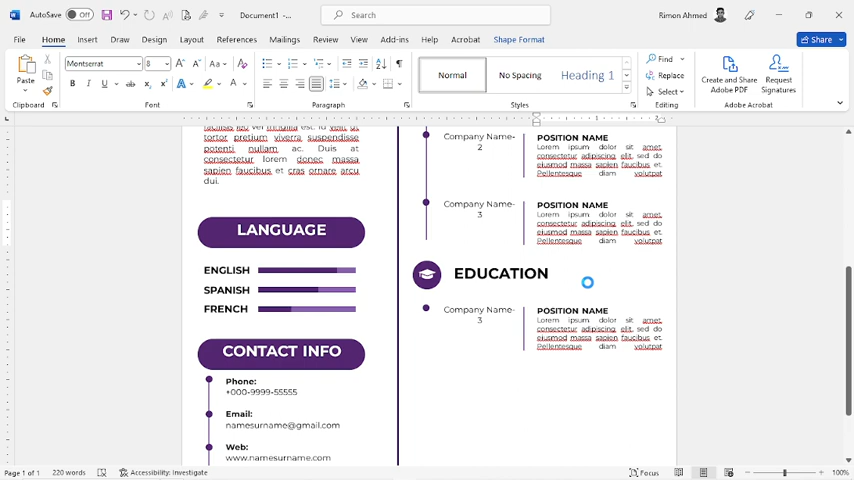 AutoSave Off Document1 -... Search Rimon Ahmed
File Home Insert Draw Design Layout References Mailings Review View Add-ins Help Acrobat Shape Format Share
Paste Montserrat 8 Aa Normal No Spacing Heading 1 Find Replace Select Create and Share Adobe PDF Request Signatures
Clipboard Font Paragraph Styles Editing Adobe Acrobat
tortor pretium viverra suspendisse
potenti nullam ac. Duis at
consectetur lorem donec massa
sapien faucibus et cras ornare arcu
dui.
LANGUAGE
ENGLISH
SPANISH
FRENCH
CONTACT INFO
Phone:
+000-9999-55555
Email:
namesurname@gmail.com
Web:
www.namesurname.com
Company Name-
2
POSITION NAME
Lorem ipsum dolor sit amet,
consectetur adipiscing elit, sed do
eiusmod massa sapien faucibus et.
Pellentesque diam volutpat
Company Name-
3
POSITION NAME
Lorem ipsum dolor sit amet,
consectetur adipiscing elit, sed do
eiusmod massa sapien faucibus et.
Pellentesque diam volutpat
EDUCATION
Company Name-
3
POSITION NAME
Lorem ipsum dolor sit amet,
consectetur adipiscing elit, sed do
eiusmod massa sapien faucibus et.
Pellentesque diam volutpat
Page 1 of 1 220 words Accessibility: Investigate Focus 100%